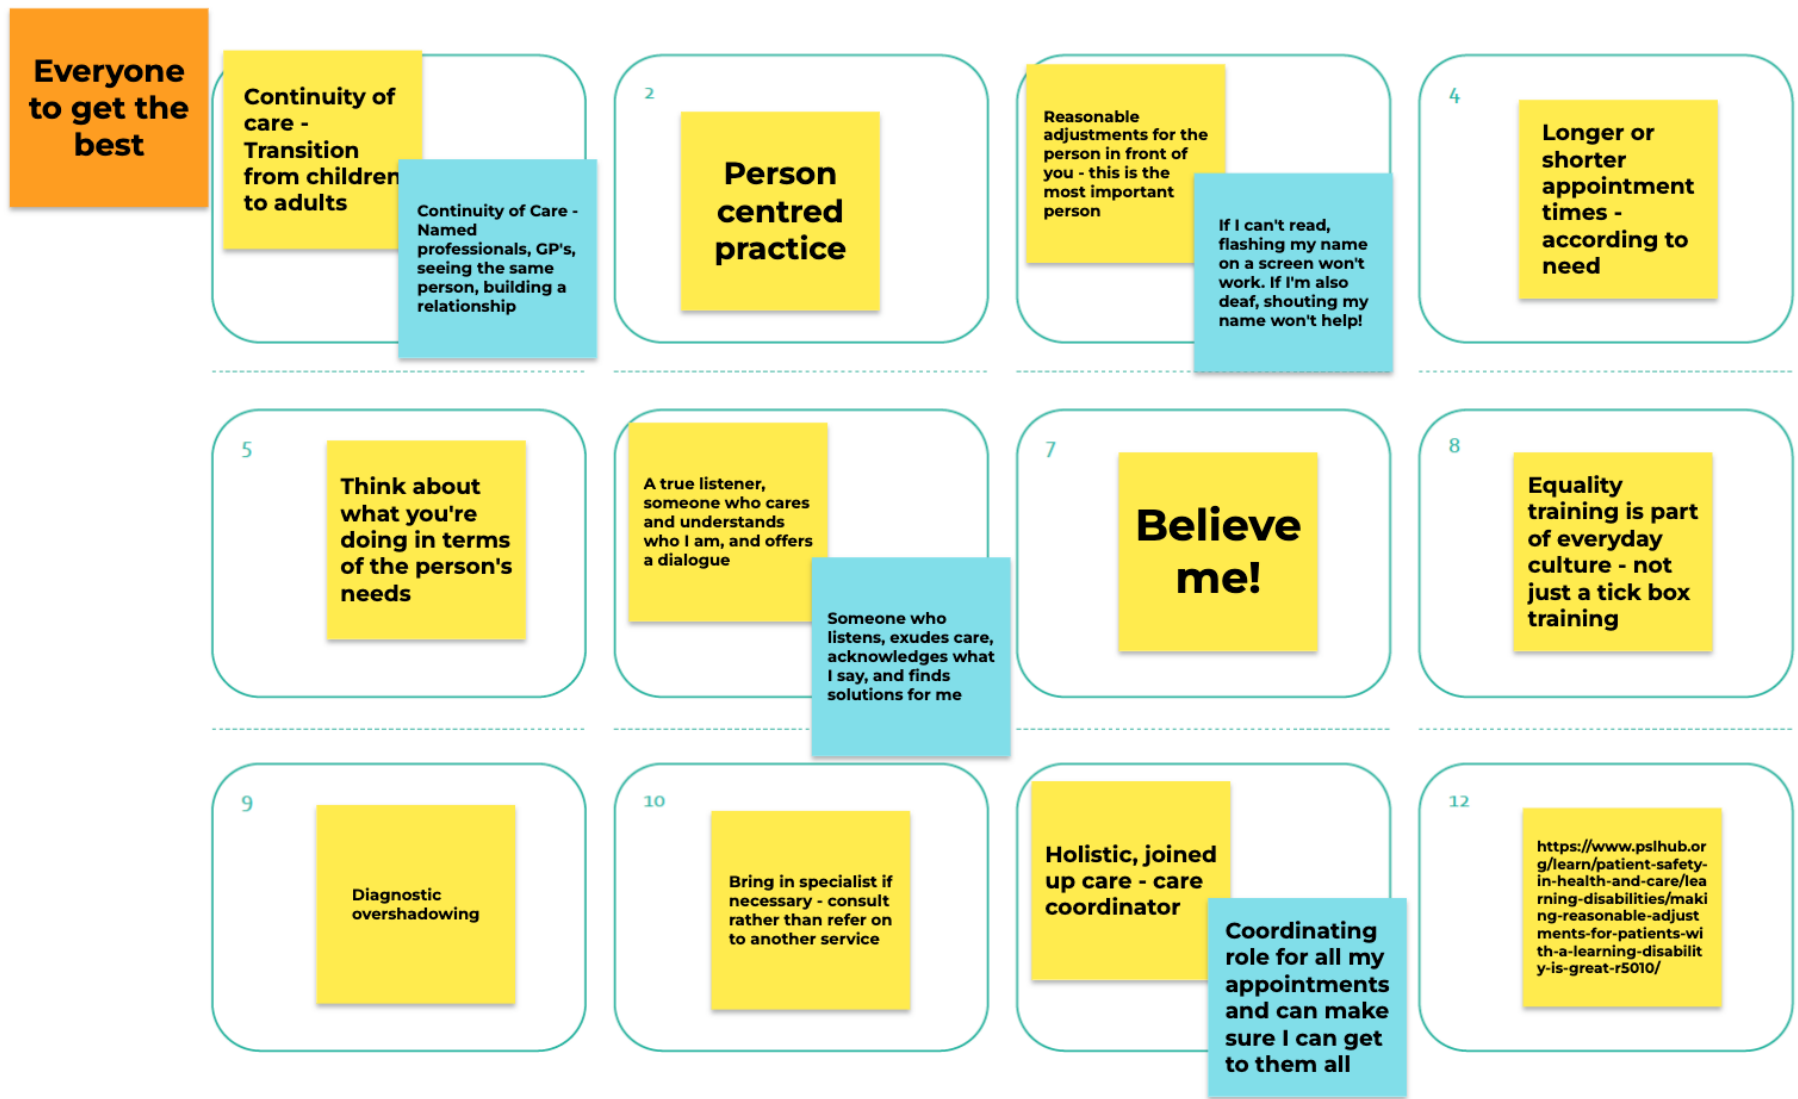 Everyone
to get the
best
Continuity of
care -
Transition
from children
to adults
Continuity of Care -
Named
professionals, GP's,
seeing the same
person, building a
relationship
2
Person
centred
practice
Reasonable
adjustments for the
person in front of
you - this is the
most important
person
If I can't read,
flashing my name
on a screen won't
work. If I'm also
deaf, shouting my
name won't help!
4
Longer or
shorter
appointment
times -
according to
need
5
Think about
what you're
doing in terms
of the person's
needs
A true listener,
someone who cares
and understands
who I am, and offers
a dialogue
Someone who
listens, exudes care,
acknowledges what
I say, and finds
solutions for me
7
Believe
me!
8
Equality
training is part
of everyday
culture - not
just a tick box
training
9
Diagnostic
overshadowing
10
Bring in specialist if
necessary - consult
rather than refer on
to another service
Holistic, joined
up care - care
coordinator
Coordinating
role for all my
appointments
and can make
sure I can get
to them all
12
https://www.pslhub.or
g/learn/patient-safety-
in-health-and-care/lea
rning-disabilities/maki
ng-reasonable-adjust
ments-for-patients-wi
th-a-learning-disabilit
y-is-great-r5010/